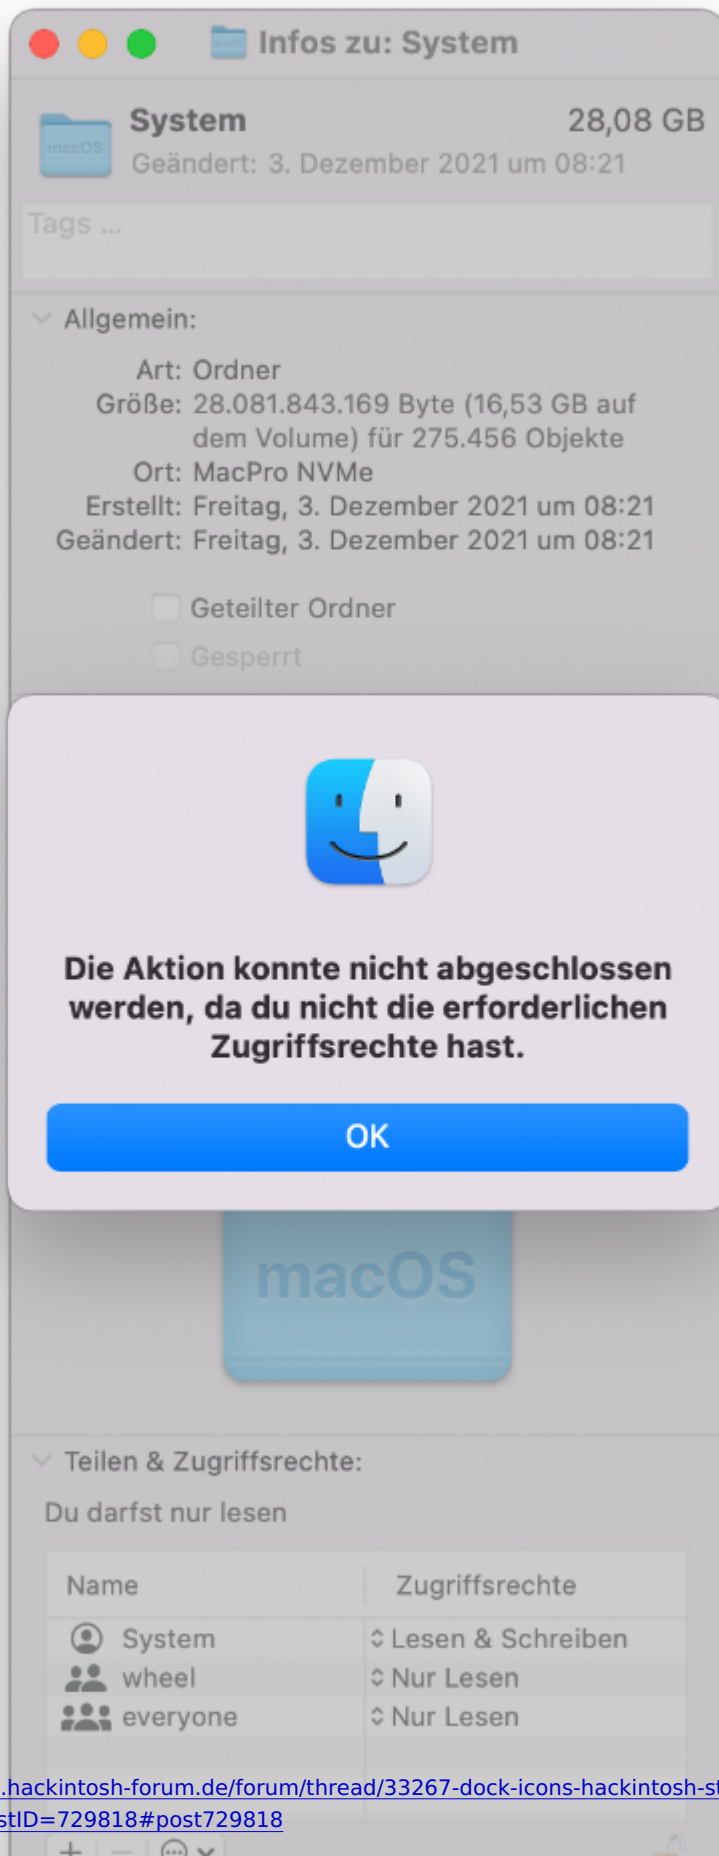 Infos zu: System
System 28,08 GB
macOS
Geändert: 3. Dezember 2021 um 08:21
Tags ...
Allgemein:
Art: Ordner
Größe: 28.081.843.169 Byte (16,53 GB auf
dem Volume) für 275.456 Objekte
Ort: MacPro NVMe
Erstellt: Freitag, 3. Dezember 2021 um 08:21
Geändert: Freitag, 3. Dezember 2021 um 08:21
Geteilter Ordner
Gesperrt
Die Aktion konnte nicht abgeschlossen
werden, da du nicht die erforderlichen
Zugriffsrechte hast.
OK
macOS
Teilen & Zugriffsrechte:
Du darfst nur lesen
Name Zugriffsrechte
System Lesen & Schreiben
wheel Nur Lesen
everyone Nur Lesen
.hackintosh-forum.de/forum/thread/33267-dock-icons-hackintosh-st
stID=729818#post729818